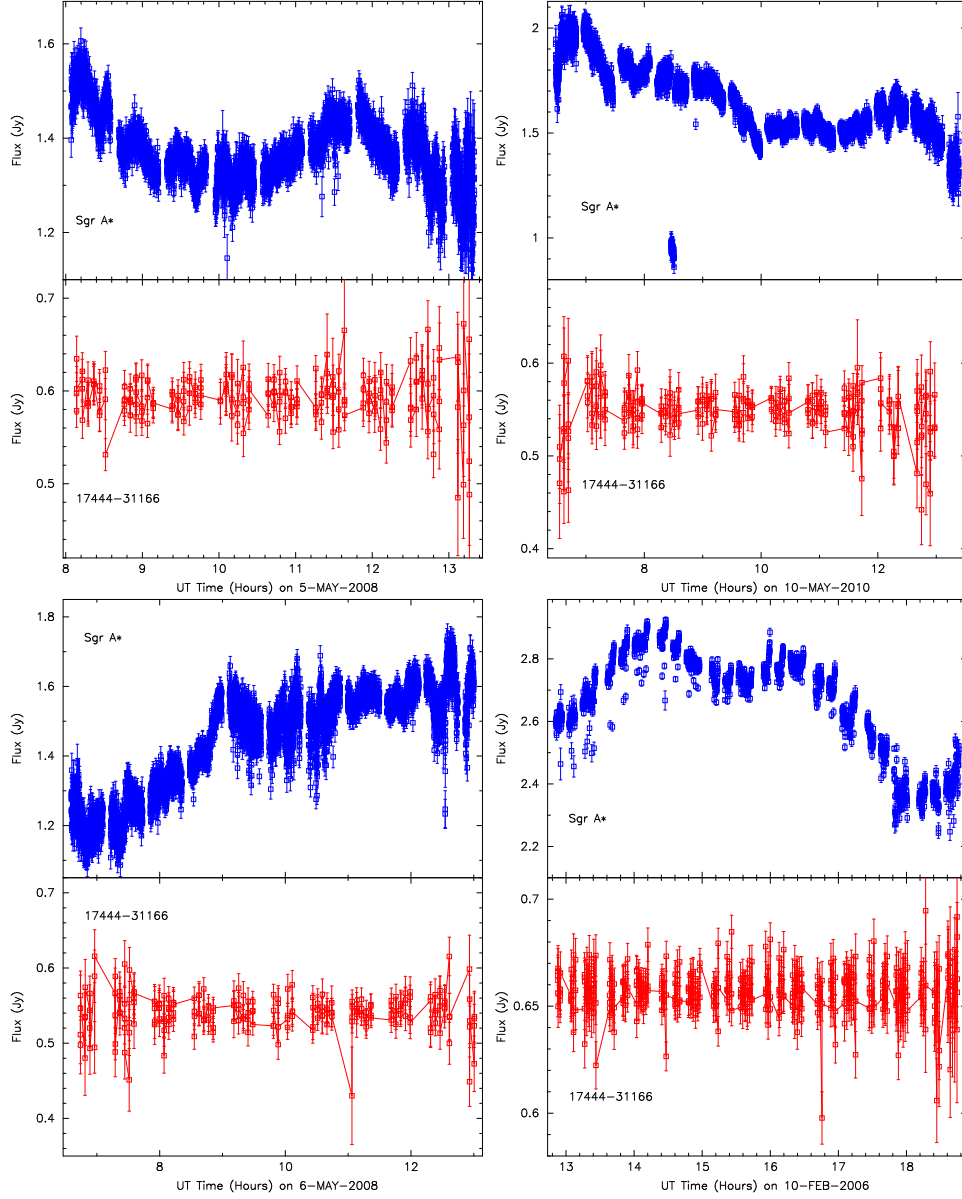 1.6
1.4
1.2
Flux (Jy)
Sgr A*
0.7
0.6
0.5
Flux (Jy)
17444−31166
8 9 10 11 12 13
UT Time (Hours) on 5−MAY−2008
2
1.5
1
Flux (Jy)
Sgr A*
0.6
0.5
0.4
Flux (Jy)
17444−31166
8 10 12
UT Time (Hours) on 10−MAY−2010
1.8
1.6
1.4
1.2
Flux (Jy)
Sgr A*
0.7
0.6
0.5
0.4
Flux (Jy)
17444−31166
8 10 12
UT Time (Hours) on 6−MAY−2008
2.8
2.6
2.4
2.2
Flux (Jy)
Sgr A*
0.7
0.65
0.6
Flux (Jy)
17444−31166
13 14 15 16 17 18
UT Time (Hours) on 10−FEB−2006